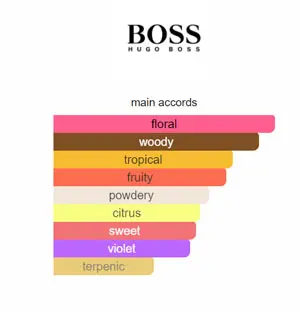 BOSS
HUGO BOSS
main accords
floral
woody
tropical
fruity
powdery
citrus
sweet
violet
terpenic